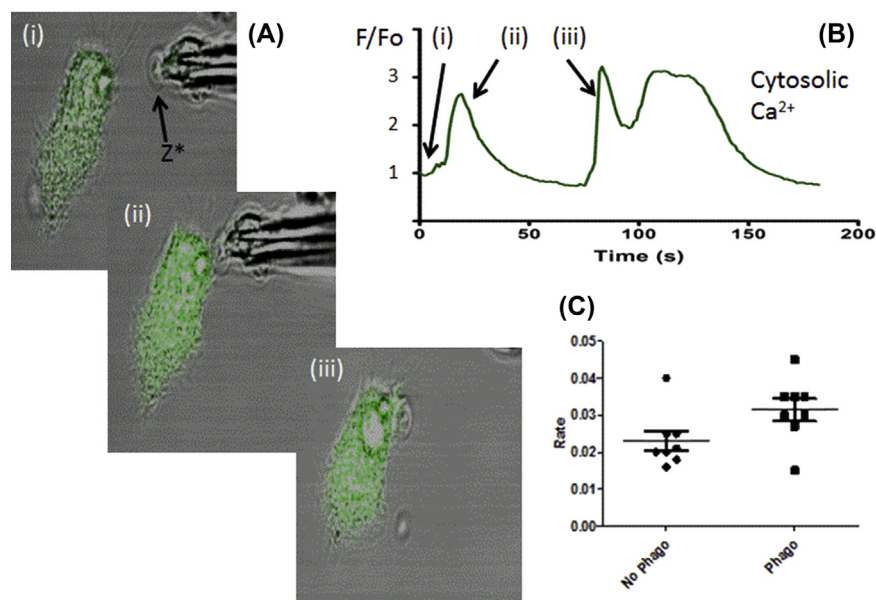 (i)
(A)
Z*
(ii)
(iii)
F/Fo
(i)
(ii)
(iii)
(B)
3
2
1
Cytosolic
Ca²⁺
0
50
100
150
200
Time (s)
(C)
0.05
0.04
0.03
0.02
0.01
0.00
Rate
No Phago
Phago